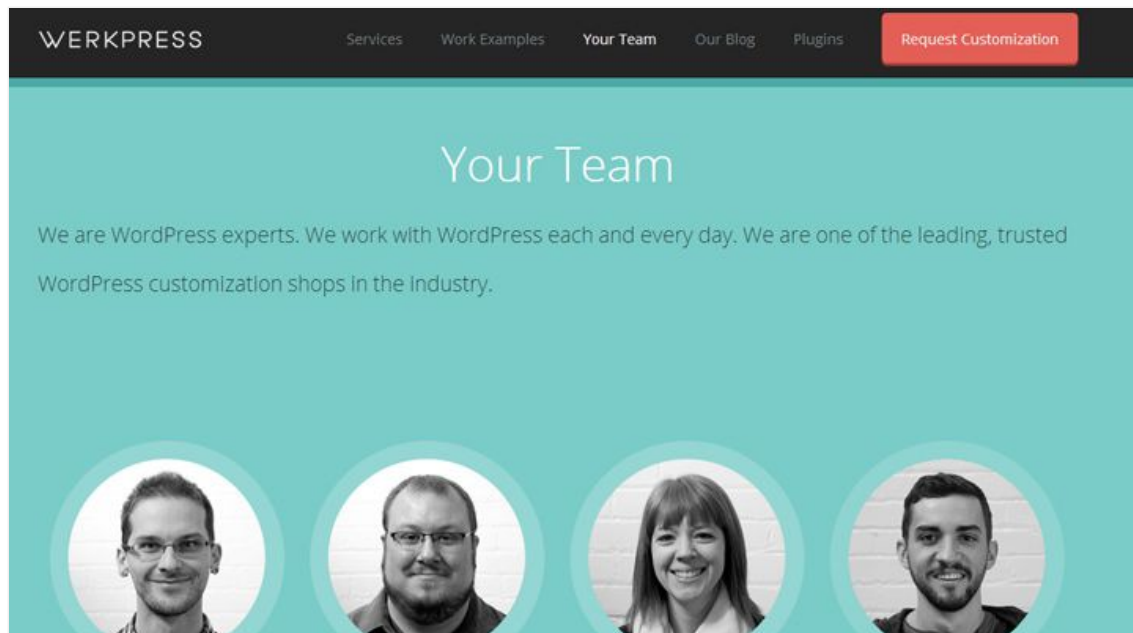 WERKPRESS
Services Work Examples Your Team Our Blog Plugins Request Customization
Your Team
We are WordPress experts. We work with WordPress each and every day. We are one of the leading, trusted
WordPress customization shops in the industry.